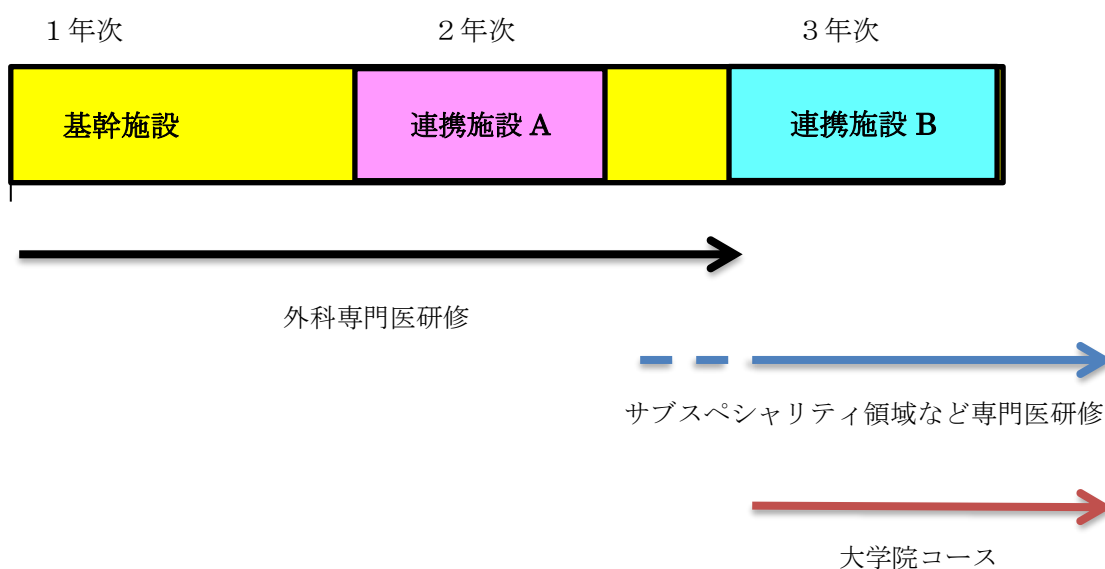 １年次 ２年次 ３年次
基幹施設 連携施設 A 連携施設 B
外科専門医研修
サブスペシャリティ領域など専門医研修
大学院コース